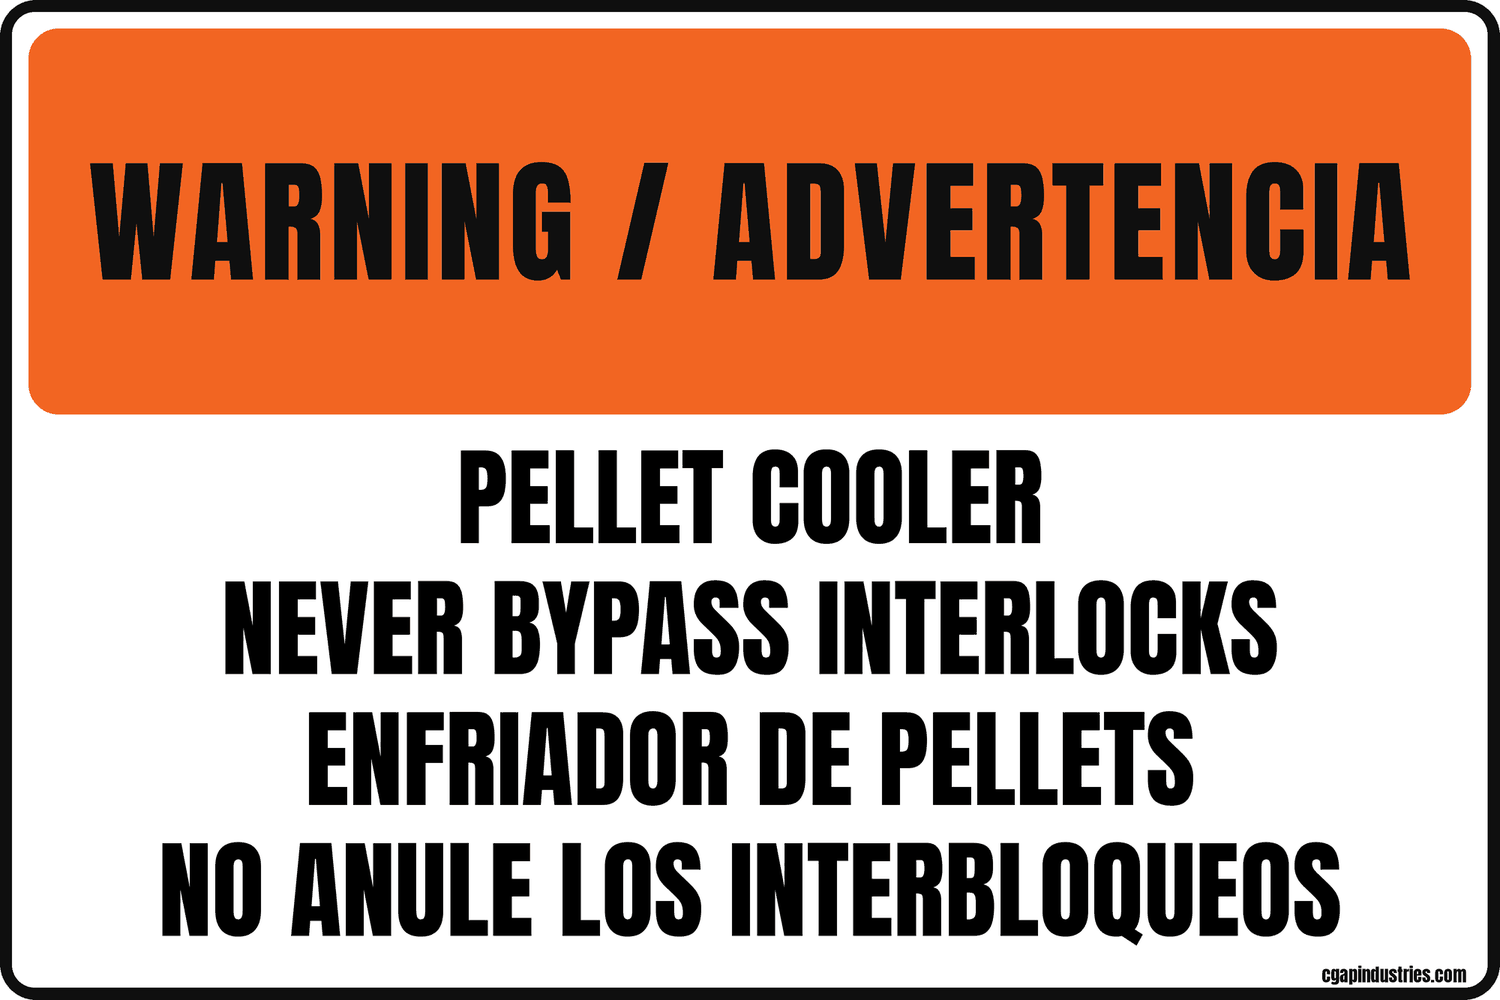 WARNING / ADVERTENCIA
PELLET COOLER
NEVER BYPASS INTERLOCKS
ENFRIADOR DE PELLETS
NO ANULE LOS INTERBLOQUEOS
cgapindustries.com